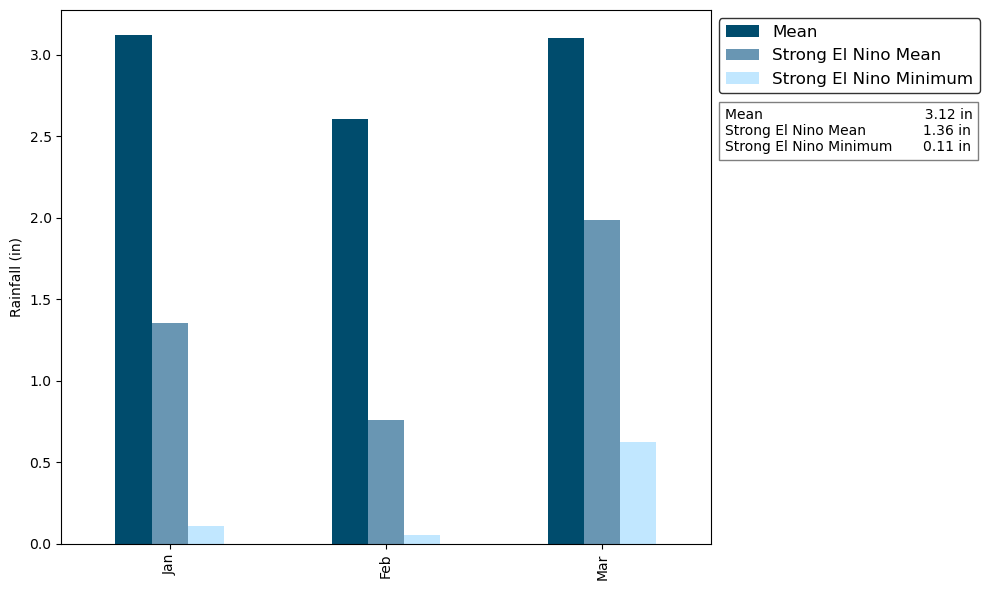 Mean
Strong El Nino Mean
Strong El Nino Minimum
Mean 3.12 in
Strong El Nino Mean 1.36 in
Strong El Nino Minimum 0.11 in
Rainfall (in)
3.0
2.5
2.0
1.5
1.0
0.5
0.0
Jan
Feb
Mar